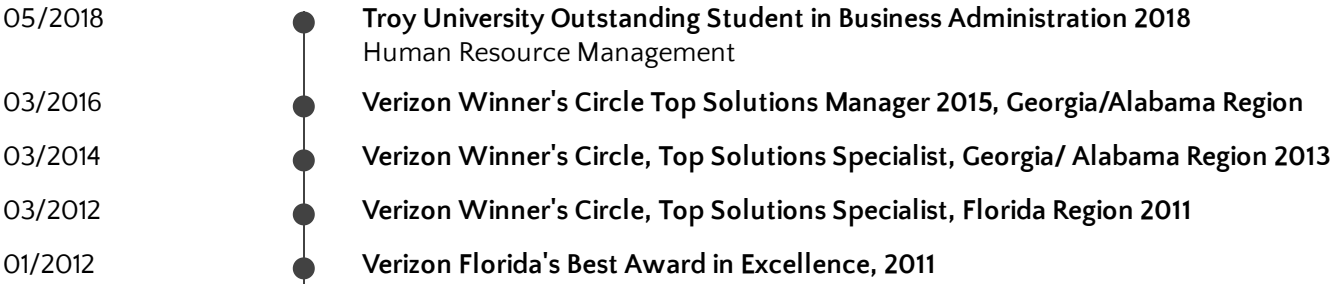 05/2018 Troy University Outstanding Student in Business Administration 2018
Human Resource Management
03/2016 Verizon Winner's Circle Top Solutions Manager 2015, Georgia/Alabama Region
03/2014 Verizon Winner's Circle, Top Solutions Specialist, Georgia/ Alabama Region 2013
03/2012 Verizon Winner's Circle, Top Solutions Specialist, Florida Region 2011
01/2012 Verizon Florida's Best Award in Excellence, 2011